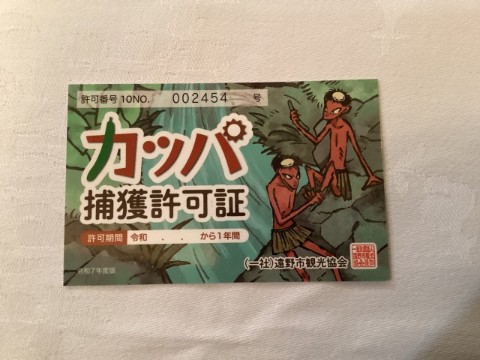 許可番号 10NO. 002454 号
カッパ
捕獲許可証
許可期間 令和 . . から1年間
令和7年度版
(一社)遠野市観光協会